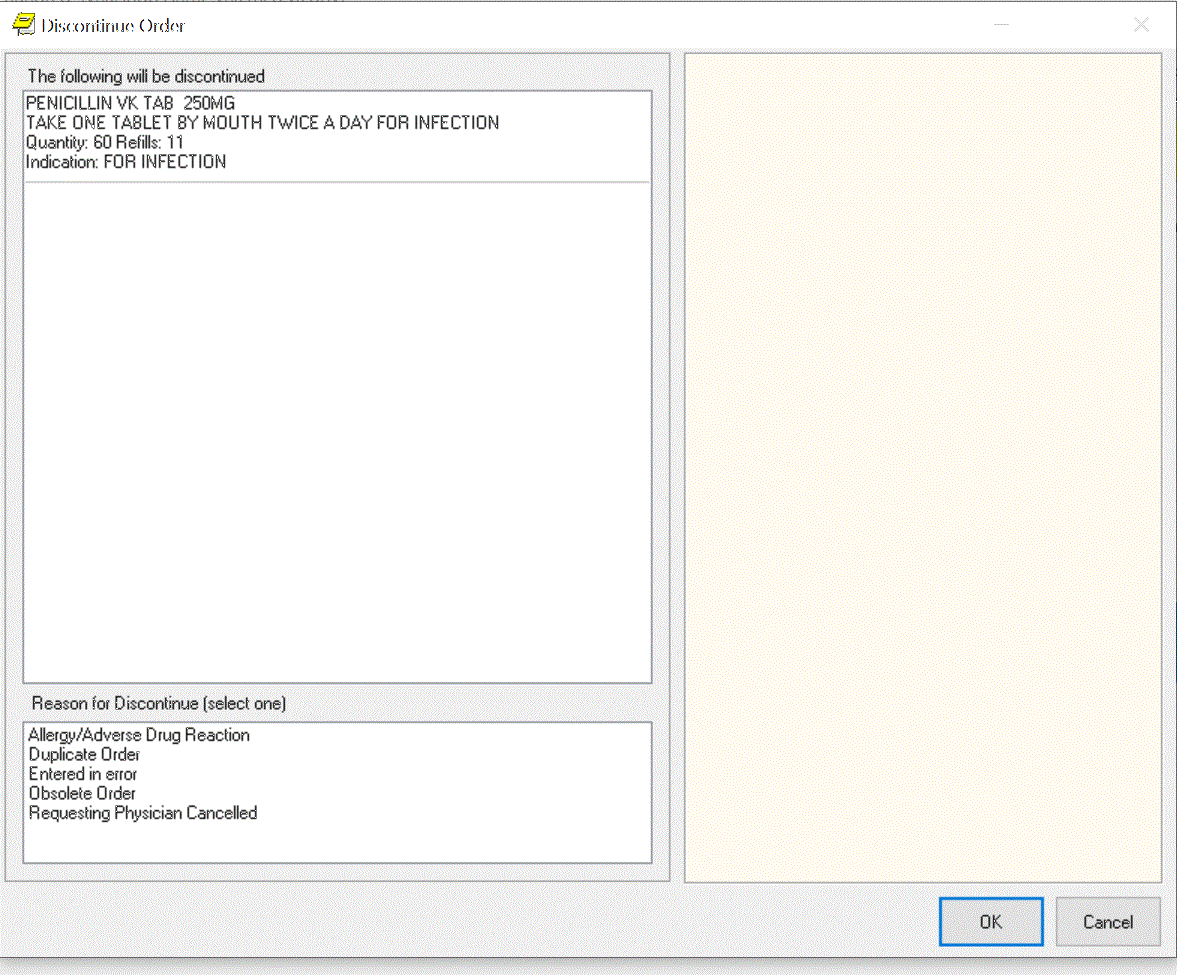 Discontinue Order
The following will be discontinued
PENICILLIN VK TAB  250MG
TAKE ONE TABLET BY MOUTH TWICE A DAY FOR INFECTION
Quantity: 60 Refills: 11
Indication: FOR INFECTION
Reason for Discontinue (select one)
Allergy/Adverse Drug Reaction
Duplicate Order
Entered in error
Obsolete Order
Requesting Physician Cancelled
OK
Cancel